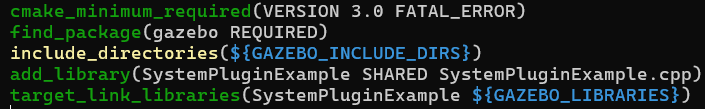 cmake_minimum_required(VERSION 3.0 FATAL_ERROR)
find_package(gazebo REQUIRED)
include_directories(${GAZEBO_INCLUDE_DIRS})
add_library(SystemPluginExample SHARED SystemPluginExample.cpp)
target_link_libraries(SystemPluginExample ${GAZEBO_LIBRARIES})